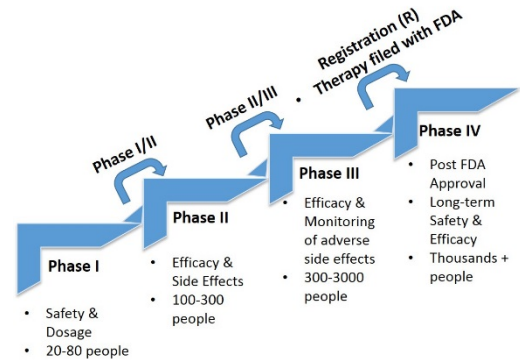 Phase I/II
Phase II/III
• Registration (R)
Therapy filed with FDA
Phase I
• Safety &
Dosage
• 20-80 people
Phase II
• Efficacy &
Side Effects
• 100-300
people
Phase III
• Efficacy &
Monitoring
of adverse
side effects
• 300-3000
people
Phase IV
• Post FDA
Approval
• Long-term
Safety &
Efficacy
• Thousands +
people